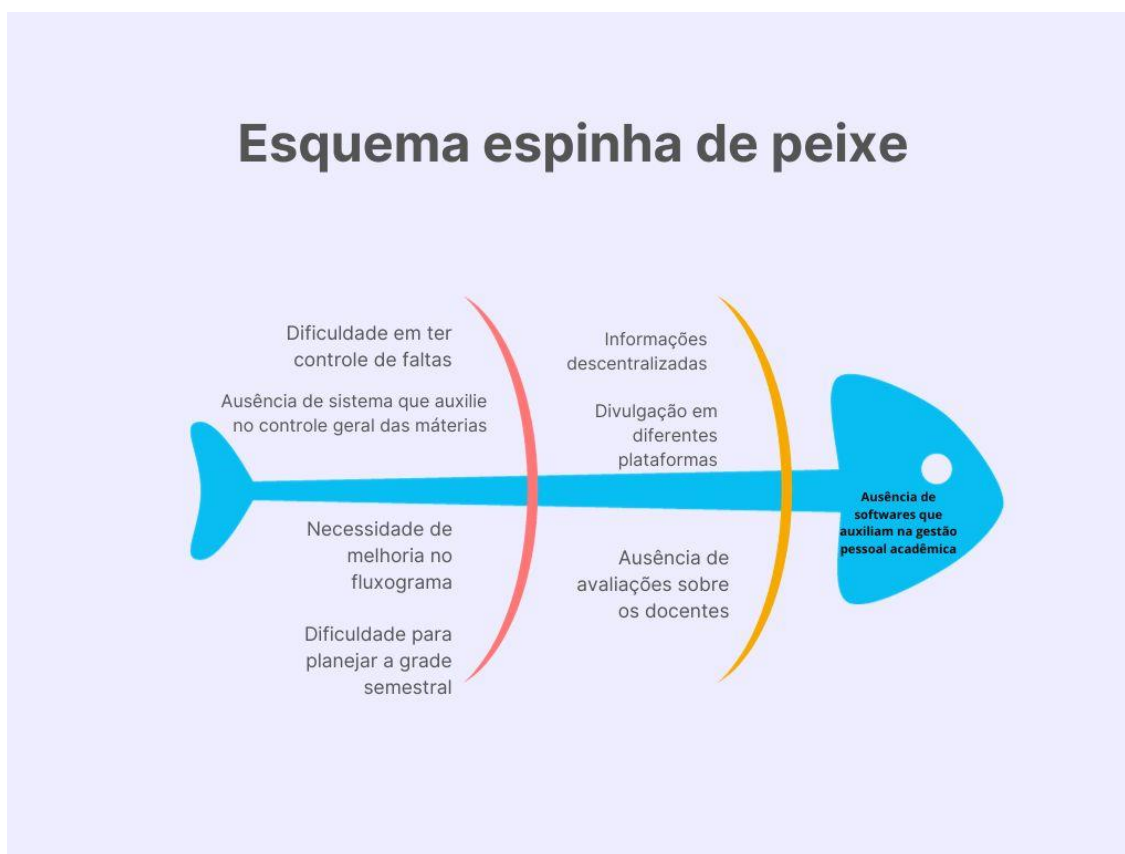 Esquema espinha de peixe
Dificuldade em ter
controle de faltas
Ausência de sistema que auxilie
no controle geral das máterias
Necessidade de
melhoria no
fluxograma
Dificuldade para
planejar a grade
semestral
Informações
descentralizadas
Divulgação em
diferentes
plataformas
Ausência de
avaliações sobre
os docentes
Ausência de
softwares que
auxiliam na gestão
pessoal acadêmica